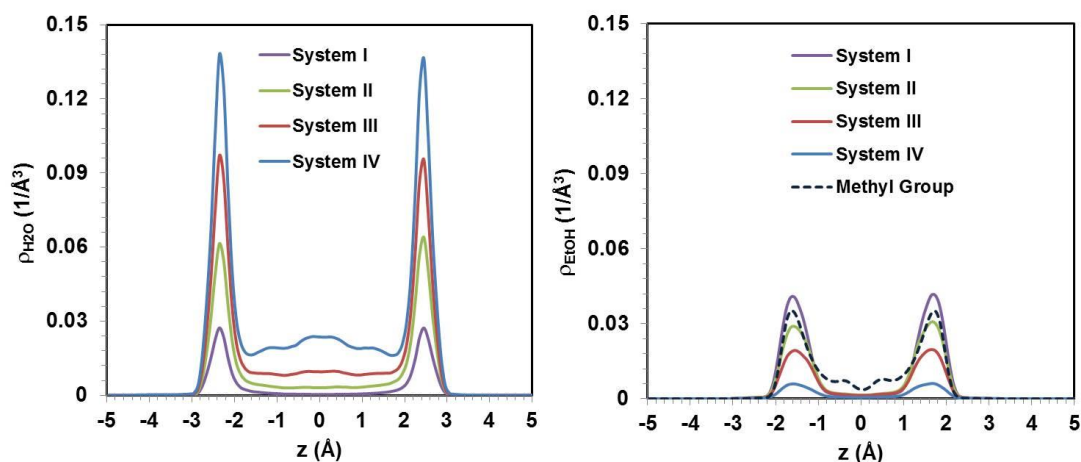 0.15
0.12
0.09
0.06
0.03
0
ρH2O (1/Å3)
System I
System II
System III
System IV
-5 -4 -3 -2 -1 0 1 2 3 4 5
z (Å)
0.15
0.12
0.09
0.06
0.03
0
ρEtOH (1/Å3)
System I
System II
System III
System IV
Methyl Group
-5 -4 -3 -2 -1 0 1 2 3 4 5
z (Å)